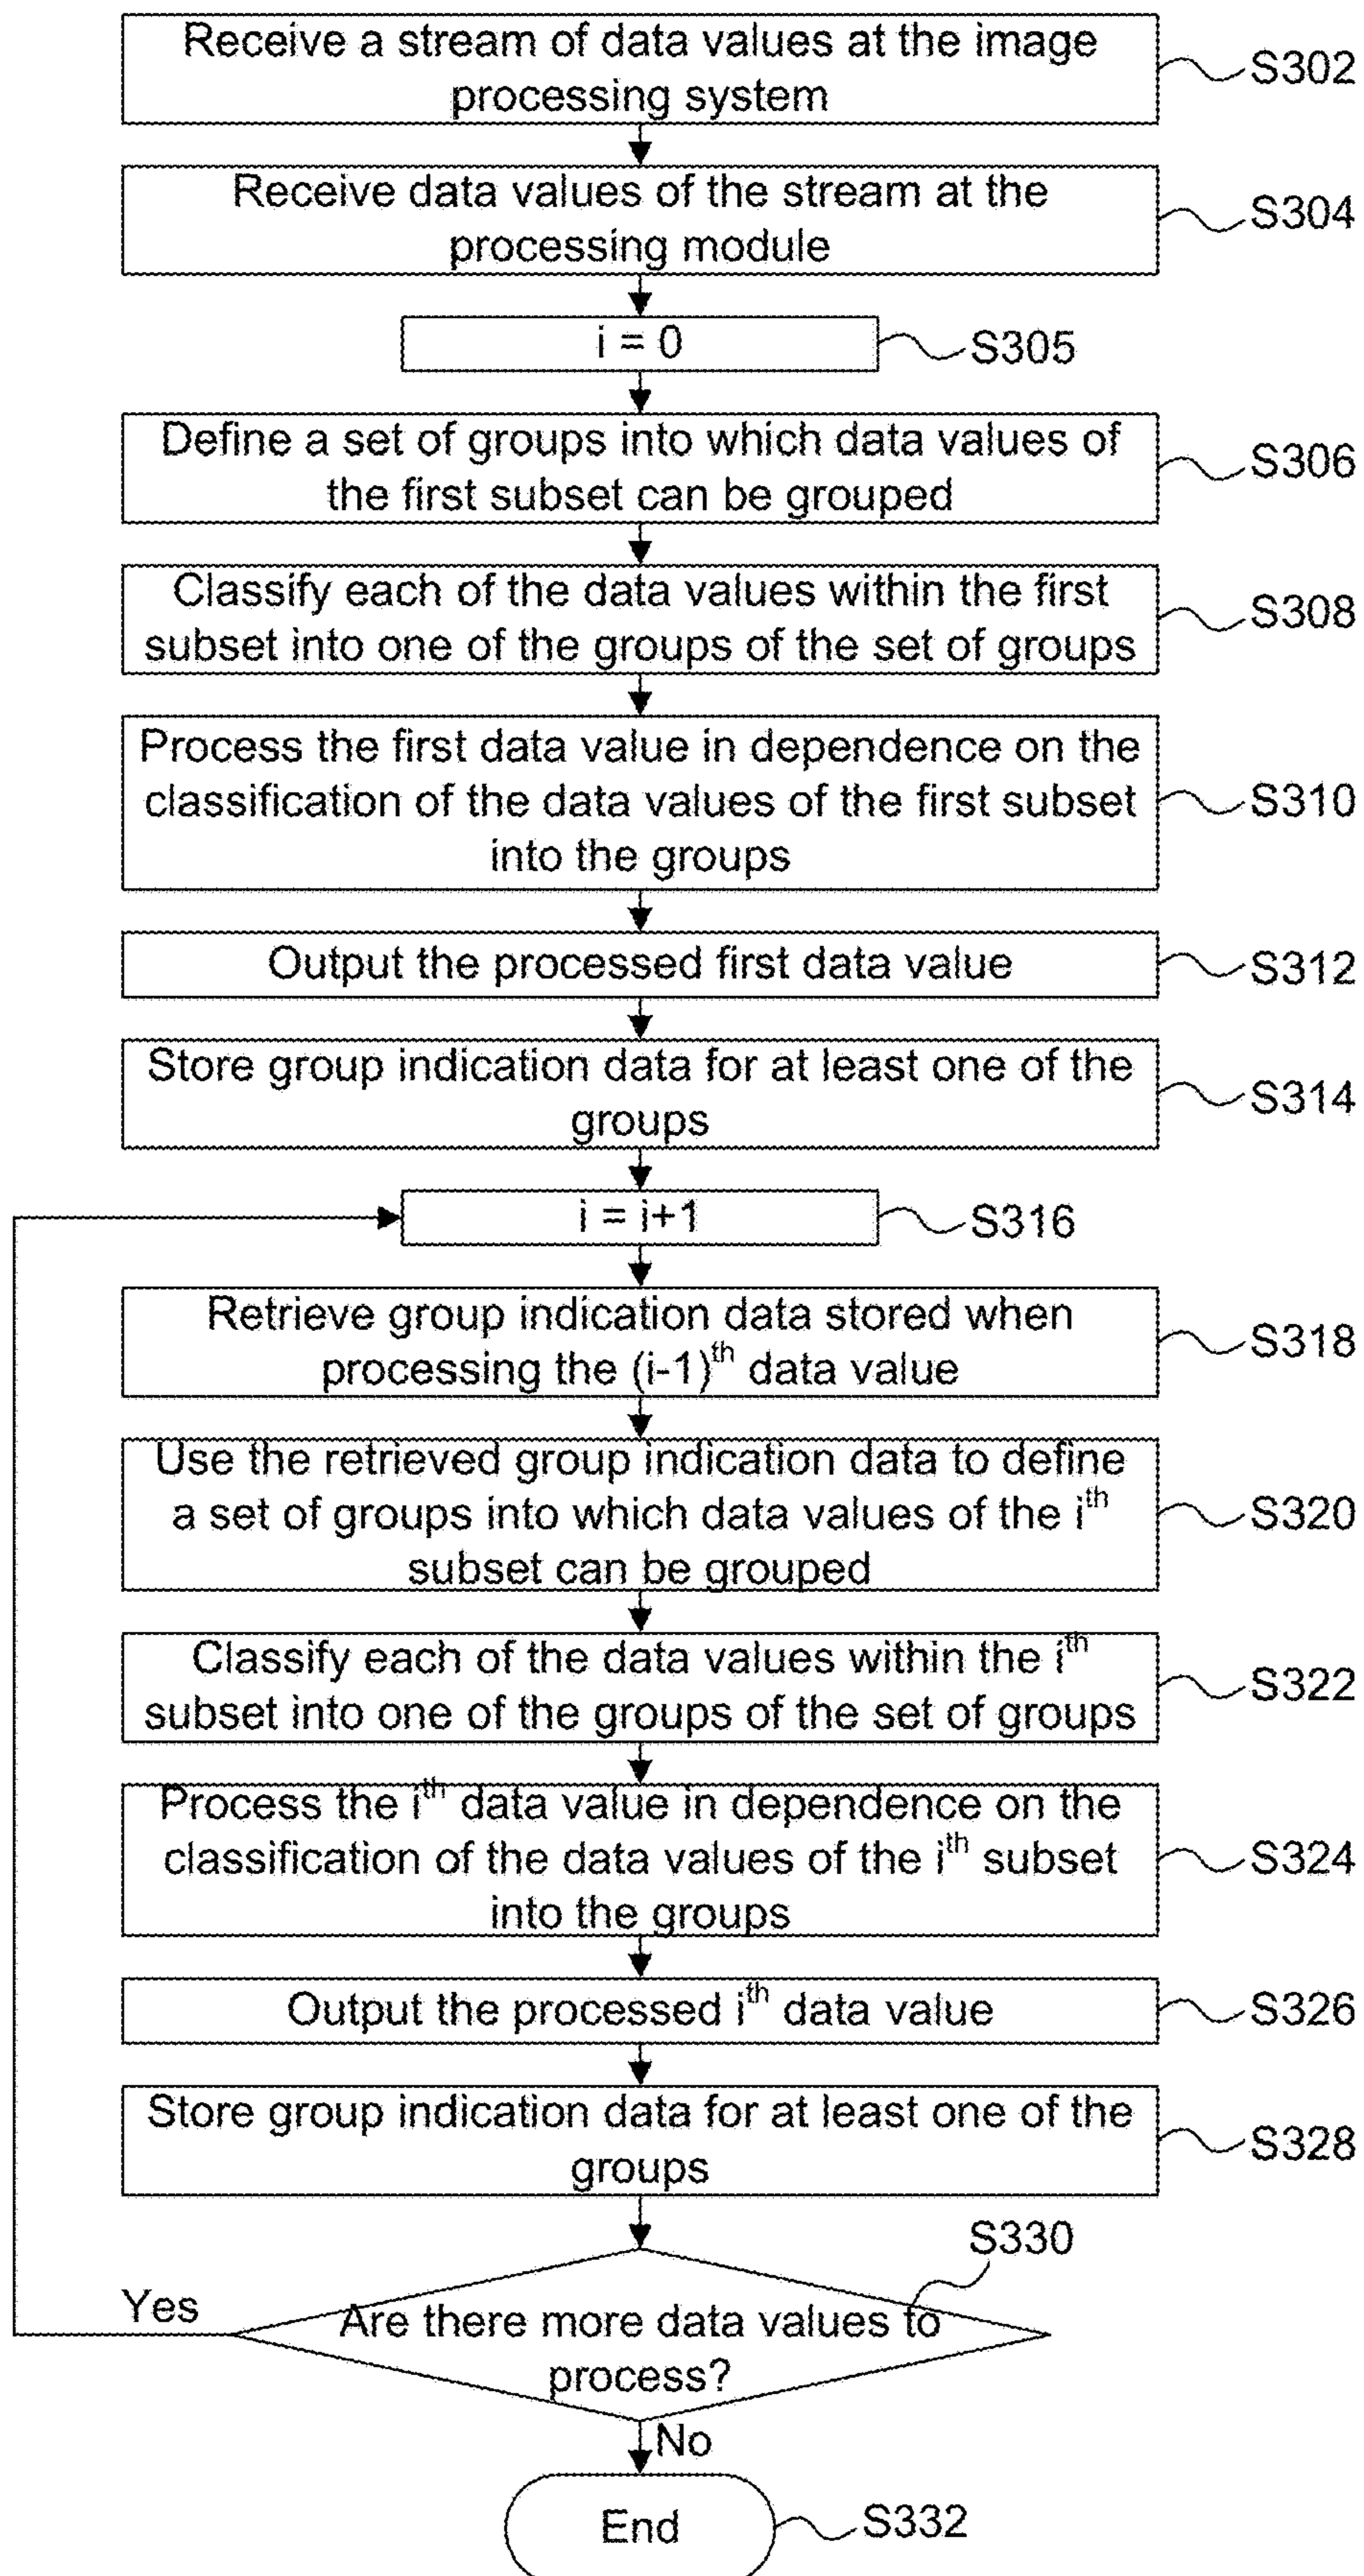 Receive a stream of data values at the image
processing system
S302
Receive data values of the stream at the
processing module
S304
i = 0
S305
Define a set of groups into which data values of
the first subset can be grouped
S306
Classify each of the data values within the first
subset into one of the groups of the set of groups
S308
Process the first data value in dependence on the
classification of the data values of the first subset
into the groups
S310
Output the processed first data value
S312
Store group indication data for at least one of the
groups
S314
i = i+1
S316
Retrieve group indication data stored when
processing the (i-1)th data value
S318
Use the retrieved group indication data to define
a set of groups into which data values of the ith
subset can be grouped
S320
Classify each of the data values within the ith
subset into one of the groups of the set of groups
S322
Process the ith data value in dependence on the
classification of the data values of the ith subset
into the groups
S324
Output the processed ith data value
S326
Store group indication data for at least one of the
groups
S328
S330
Yes
Are there more data values to
process?
No
End
S332